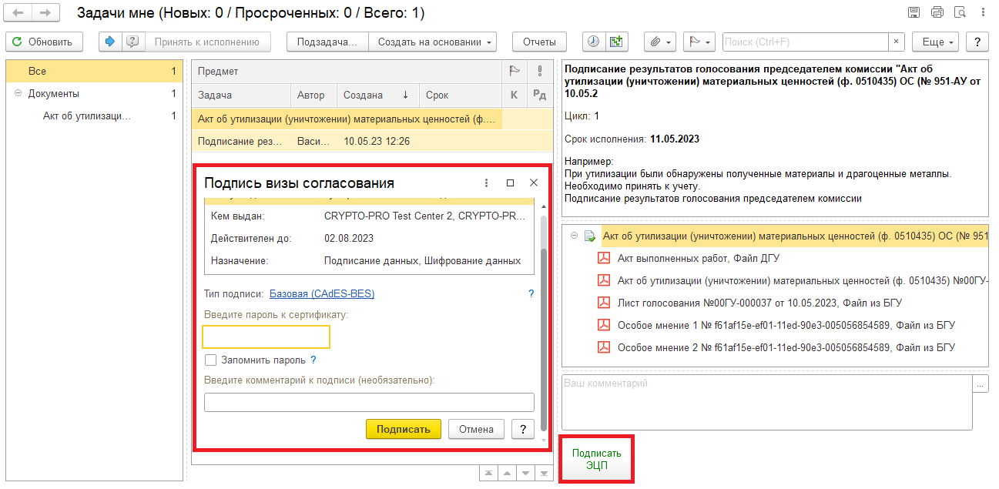 Задачи мне (Новых: 0 / Просроченных: 0 / Всего: 1)
Обновить
Принять к исполнению
Подзадача...
Создать на основании
Отчеты
Поиск (Ctrl+F)
×
Еще
?
Все 1
Документы 1
Акт об утилизаци... 1
Предмет
Задача Автор Создана ↓ Срок К Рд
Акт об утилизации (уничтожении) материальных ценностей (ф....
Подписание рез... Васи... 10.05.23 12:26
Подпись визы согласования
Кем выдан: CRYPTO-PRO Test Center 2, CRYPTO-PR...
Действителен до: 02.08.2023
Назначение: Подписание данных, Шифрование данных
Тип подписи: Базовая (CAdES-BES) ?
Введите пароль к сертификату:
Запомнить пароль ?
Введите комментарий к подписи (необязательно):
Подписать
Отмена
?
Подписание результатов голосования председателем комиссии "Акт об
утилизации (уничтожении) материальных ценностей (ф. 0510435) ОС (№ 951-АУ от
10.05.2
Цикл: 1
Срок исполнения: 11.05.2023
Например:
При утилизации были обнаружены полученные материалы и драгоценные металлы.
Необходимо принять к учету.
Подписание результатов голосования председателем комиссии
Акт об утилизации (уничтожении) материальных ценностей (ф. 0510435) ОС (№ 951
Акт выполненных работ, Файл ДГУ
Акт об утилизации (уничтожении) материальных ценностей (ф. 0510435) №00ГУ-
Лист голосования №00ГУ-000037 от 10.05.2023, Файл из БГУ
Особое мнение 1 № f61af15e-ef01-11ed-90e3-005056854589, Файл из БГУ
Особое мнение 2 № f61af15e-ef01-11ed-90e3-005056854589, Файл из БГУ
Ваш комментарий
...
Подписать
ЭЦП